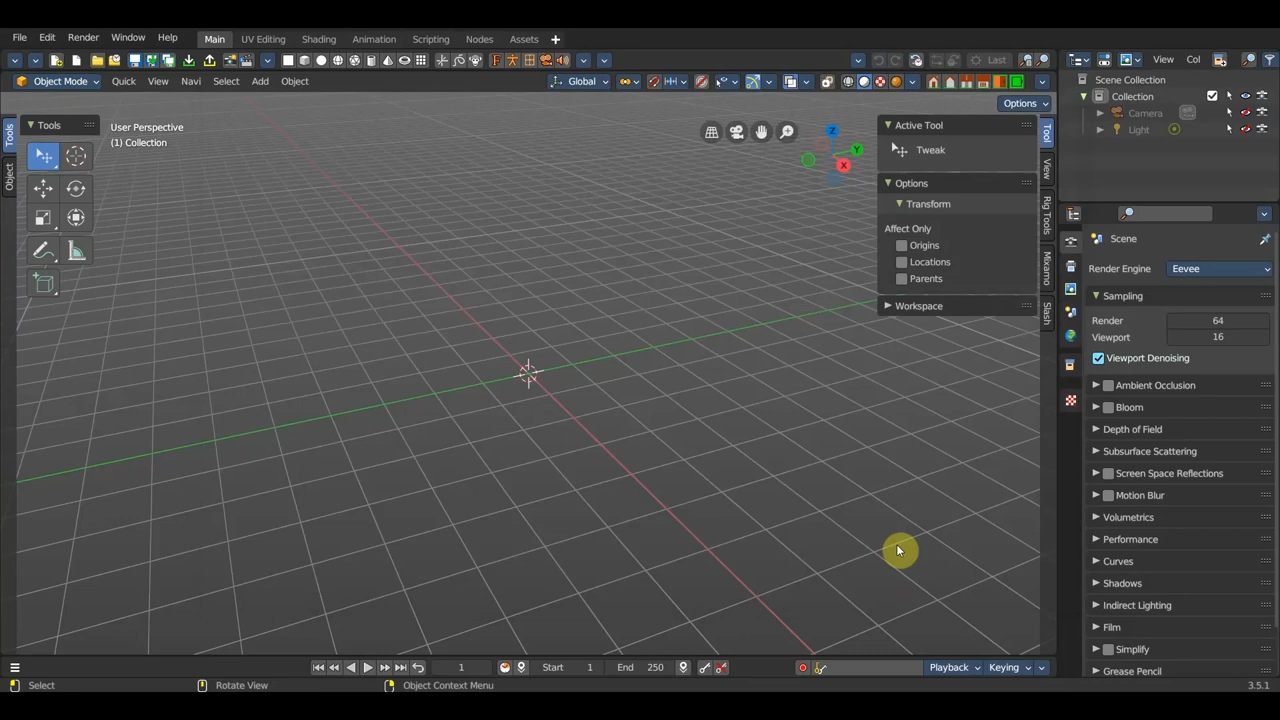 File Edit Render Window Help Main UV Editing Shading Animation Scripting Nodes Assets
Last View Col
Object Mode Quick View Navi Select Add Object Global
Scene Collection
Collection
Camera
Light
Options
Tools
User Perspective
(1) Collection
Tools
Object
Active Tool
Tweak
Options
Transform
Affect Only
Origins
Locations
Parents
Workspace
Tool
View
Rig Tools
Mixamo
Slash
Z
Y
X
Scene
Render Engine Eevee
Sampling
Render 64
Viewport 16
Viewport Denoising
Ambient Occlusion
Bloom
Depth of Field
Subsurface Scattering
Screen Space Reflections
Motion Blur
Volumetrics
Performance
Curves
Shadows
Indirect Lighting
Film
Simplify
Grease Pencil
1 Start 1 End 250 Playback Keying
Select Rotate View Object Context Menu 3.5.1